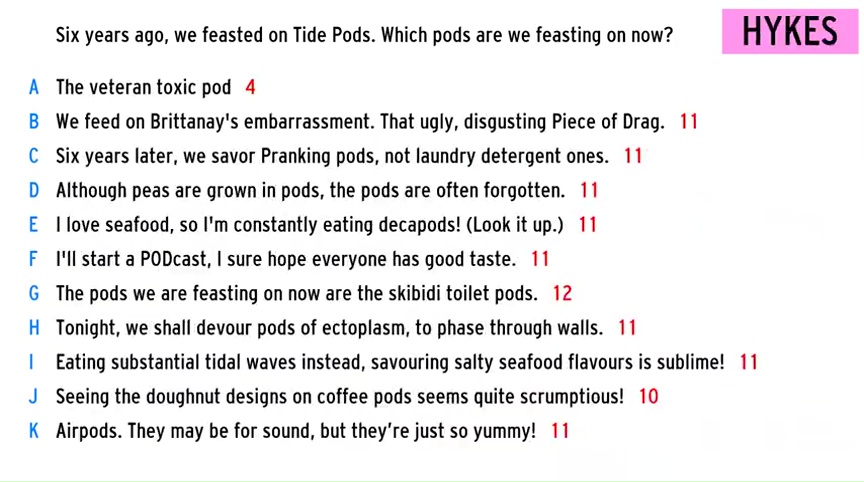 Six years ago, we feasted on Tide Pods. Which pods are we feasting on now?
HYKES
A The veteran toxic pod 4
B We feed on Brittanay's embarrassment. That ugly, disgusting Piece of Drag. 11
C Six years later, we savor Pranking pods, not laundry detergent ones. 11
D Although peas are grown in pods, the pods are often forgotten. 11
E I love seafood, so I'm constantly eating decapods! (Look it up.) 11
F I'll start a PODcast, I sure hope everyone has good taste. 11
G The pods we are feasting on now are the skibidi toilet pods. 12
H Tonight, we shall devour pods of ectoplasm, to phase through walls. 11
I Eating substantial tidal waves instead, savouring salty seafood flavours is sublime! 11
J Seeing the doughnut designs on coffee pods seems quite scrumptious! 10
K Airpods. They may be for sound, but they're just so yummy! 11